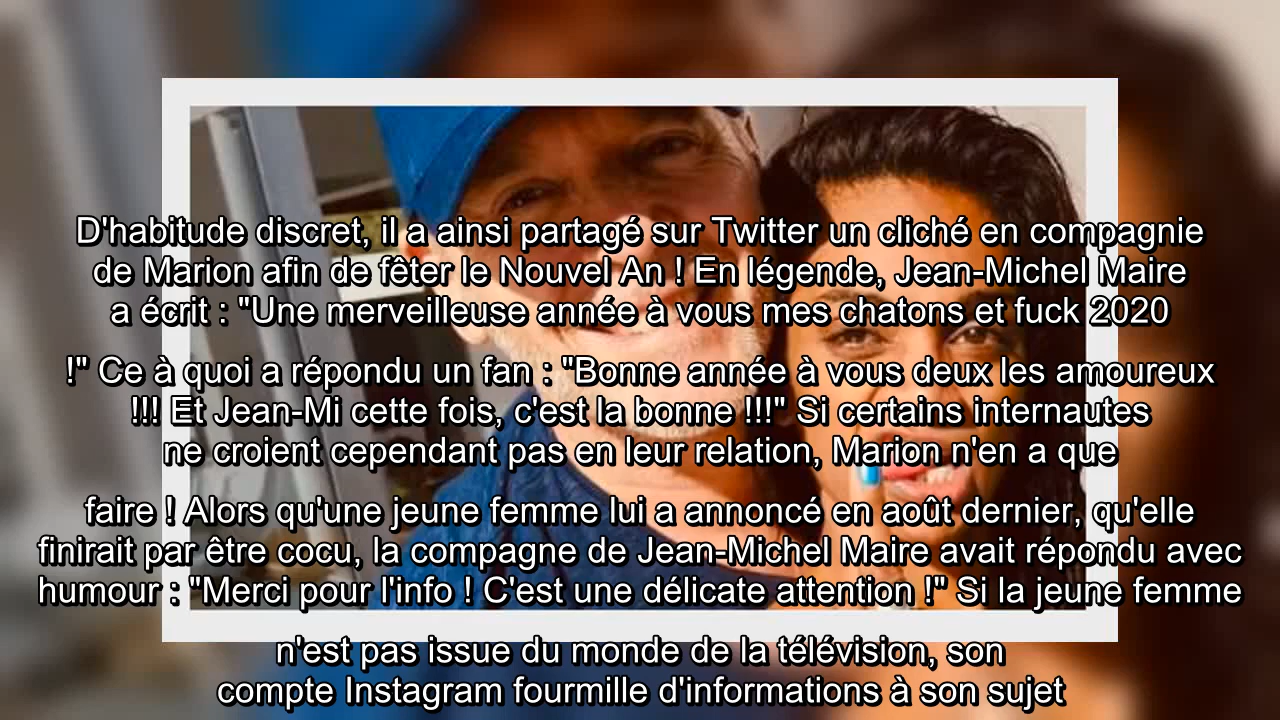 D'habitude discret, il a ainsi partagé sur Twitter un cliché en compagnie
de Marion afin de fêter le Nouvel An ! En légende, Jean-Michel Maire
a écrit : "Une merveilleuse année à vous mes chatons et fuck 2020
!" Ce à quoi a répondu un fan : "Bonne année à vous deux les amoureux
!!! Et Jean-Mi cette fois, c'est la bonne !!!" Si certains internautes
ne croient cependant pas en leur relation, Marion n'en a que
faire ! Alors qu'une jeune femme lui a annoncé en août dernier, qu'elle
finirait par être cocu, la compagne de Jean-Michel Maire avait répondu avec
humour : "Merci pour l'info ! C'est une délicate attention !" Si la jeune femme
n'est pas issue du monde de la télévision, son
compte Instagram fourmille d'informations à son sujet